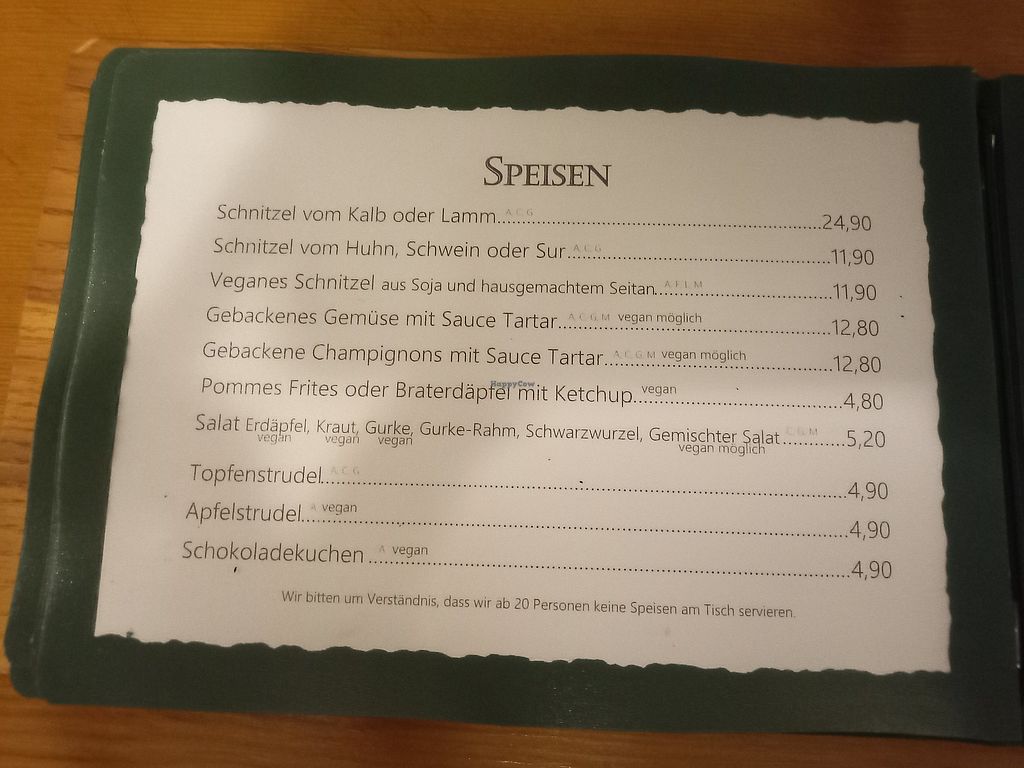 SPEISEN
Schnitzel vom Kalb oder Lamm A C G 24,90
Schnitzel vom Huhn, Schwein oder Sur A C G 11,90
Veganes Schnitzel aus Soja und hausgemachtem Seitan A F L M 11,90
Gebackenes Gemüse mit Sauce Tartar A C G M vegan möglich 12,80
Gebackene Champignons mit Sauce Tartar A C G M vegan möglich 12,80
HappyCow
Pommes Frites oder Braterdäpfel mit Ketchup vegan 4,80
Salat Erdäpfel, Kraut, Gurke, Gurke-Rahm, Schwarzwurzel, Gemischter Salat C G M 5,20
vegan vegan vegan vegan möglich
Topfenstrudel A C G 4,90
Apfelstrudel A vegan 4,90
Schokoladekuchen A vegan 4,90
Wir bitten um Verständnis, dass wir ab 20 Personen keine Speisen am Tisch servieren.